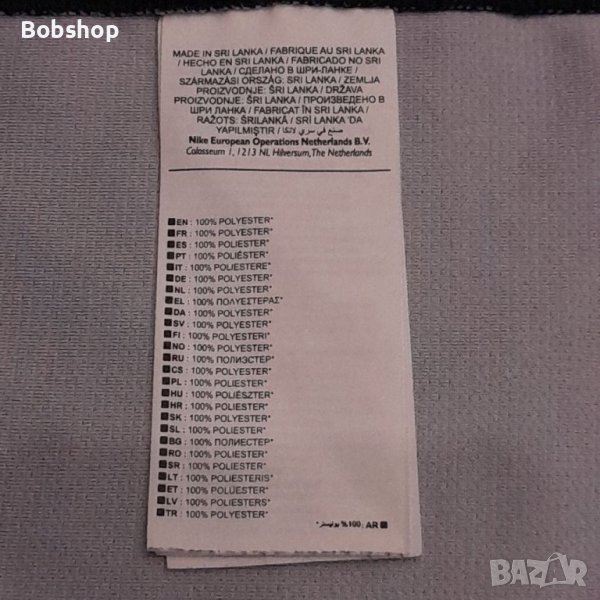 Bobshop
MADE IN SRI LANKA / FABRIQUE AU SRI LANKA
/ HECHO EN SRI LANKA / FABRICADO NO SRI
LANKA / СДЕЛАНО В ШРИ-ЛАНКЕ /
SZÁRMAZÁSI ORSZÁG: SRI LANKA / ZEMLJA
PROIZVODNJE: ŠRI LANKA / DRŽAVA
PROIZVODNJE: ŠRI LANKA / ПРОИЗВЕДЕНО В
ШРИ ЛАНКА / FABRICAT ÎN SRI LANKA /
RAŽOTS: ŠRILANKĀ / SRİ LANKA 'DA
YAPILMIŞTIR / صنع في سري لانكا
Nike European Operations Netherlands B.V.
Colosseum 1, 1213 NL Hilversum, The Netherlands
EN : 100% POLYESTER*
FR : 100% POLYESTER*
ES : 100% POLIÉSTER*
PT : 100% POLIÉSTER*
IT : 100% POLIESTERE*
DE : 100% POLYESTER*
NL : 100% POLYESTER*
EL : 100% ΠΟΛΥΕΣΤΕΡΑΣ*
DA : 100% POLYESTER*
SV : 100% POLYESTER*
FI : 100% POLYESTERI*
NO : 100% POLYESTER*
RU : 100% ПОЛИЭСТЕР*
CS : 100% POLYESTER*
PL : 100% POLIESTER*
HU : 100% POLIÉSZTER*
HR : 100% POLIESTER*
SK : 100% POLYESTER*
SL : 100% POLIESTER*
BG : 100% ПОЛИЕСТЕР*
RO : 100% POLIESTER*
SR : 100% POLIESTER*
LT : 100% POLIESTERIS*
ET : 100% POLÜESTER*
LV : 100% POLIESTERS*
TR : 100% POLYESTER*
AR : 100% بوليستر*
BAZAR